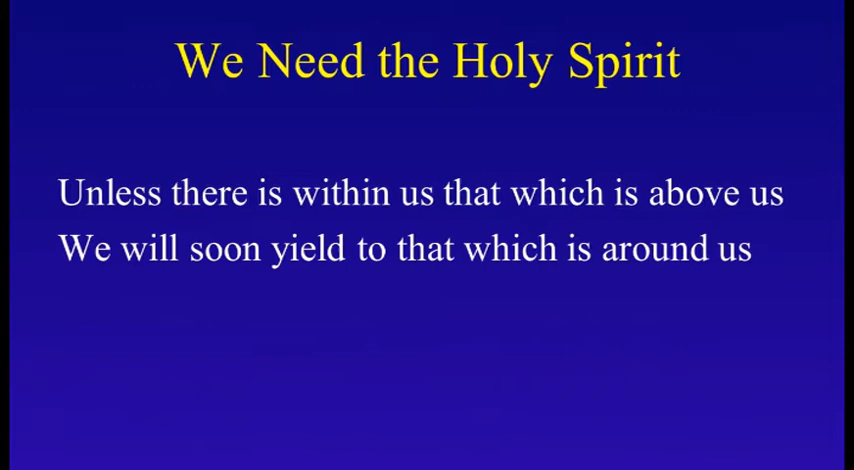 We Need the Holy Spirit
Unless there is within us that which is above us
We will soon yield to that which is around us